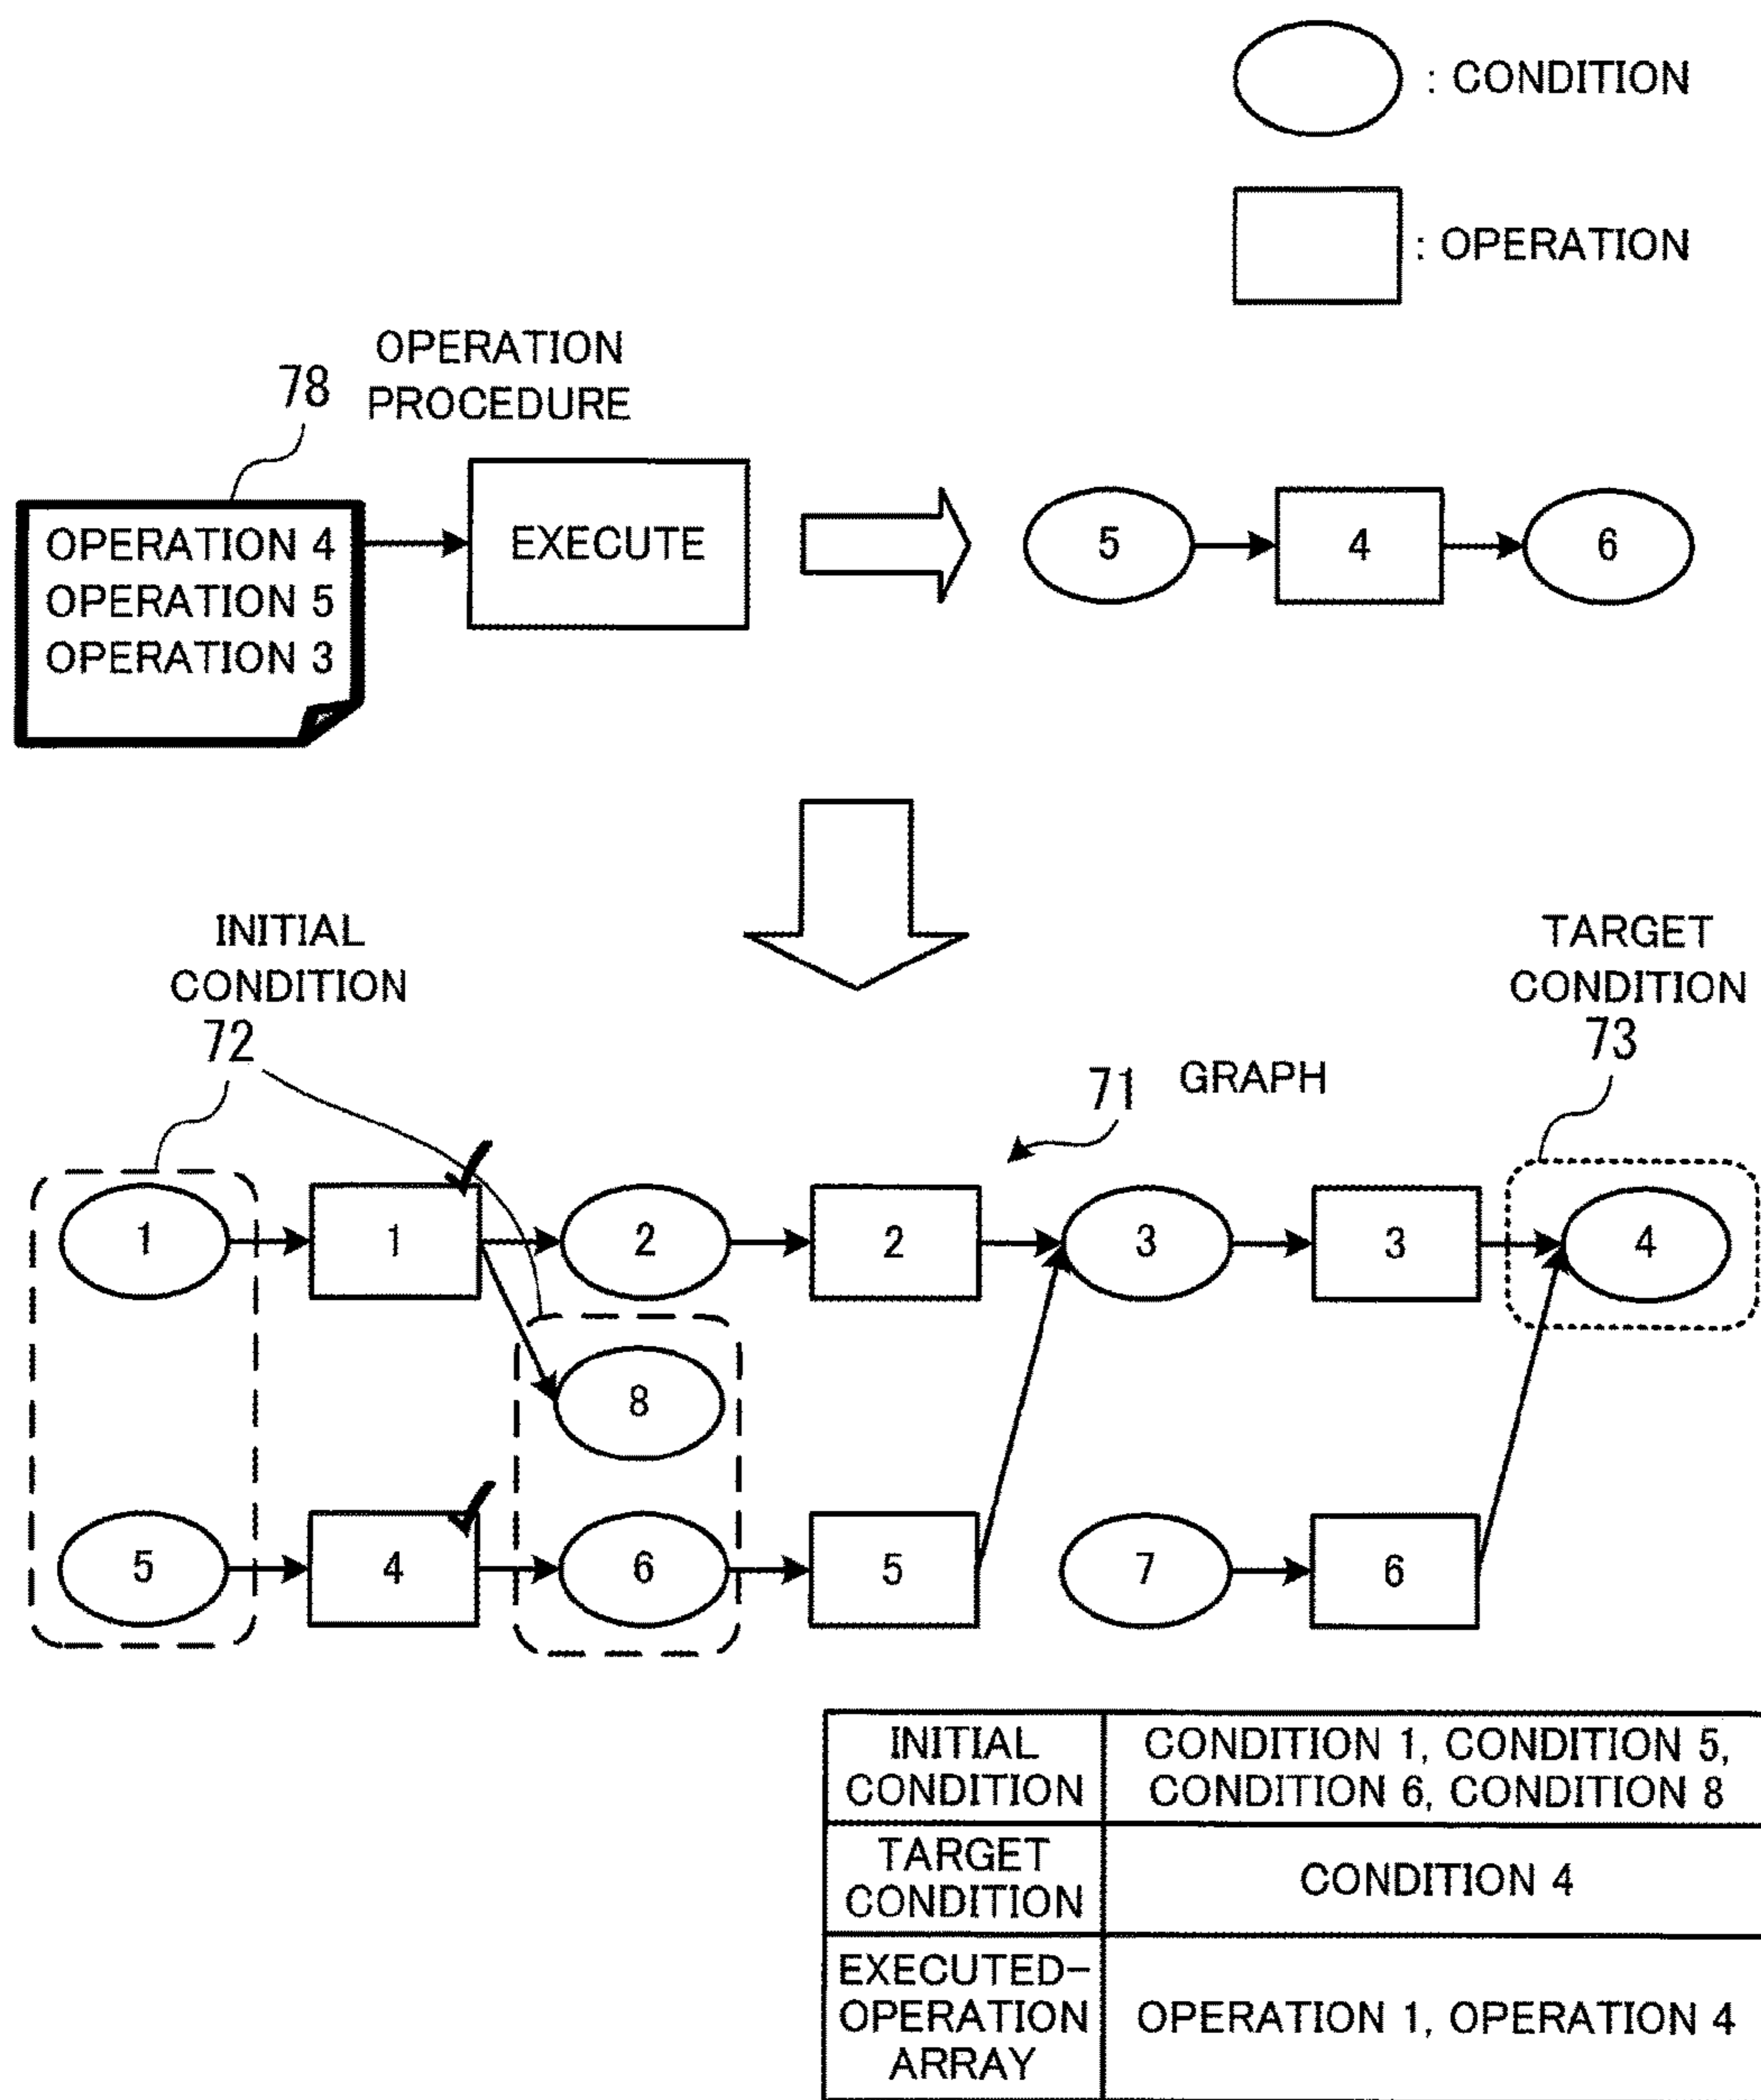 : CONDITION
: OPERATION
OPERATION
PROCEDURE
78
OPERATION 4
OPERATION 5
OPERATION 3
EXECUTE
5
4
6
INITIAL
CONDITION
72
TARGET
CONDITION
73
71 GRAPH
1 1 2 2 3 3 4
8
5 4 6 5 7 6
INITIAL
CONDITION
CONDITION 1, CONDITION 5,
CONDITION 6, CONDITION 8
TARGET
CONDITION
CONDITION 4
EXECUTED-
OPERATION
ARRAY
OPERATION 1, OPERATION 4